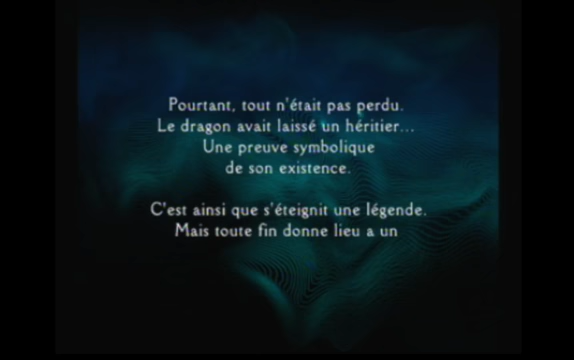 Pourtant, tout n'était pas perdu.
Le dragon avait laissé un héritier...
Une preuve symbolique
de son existence.
C'est ainsi que s'éteignit une légende.
Mais toute fin donne lieu a un